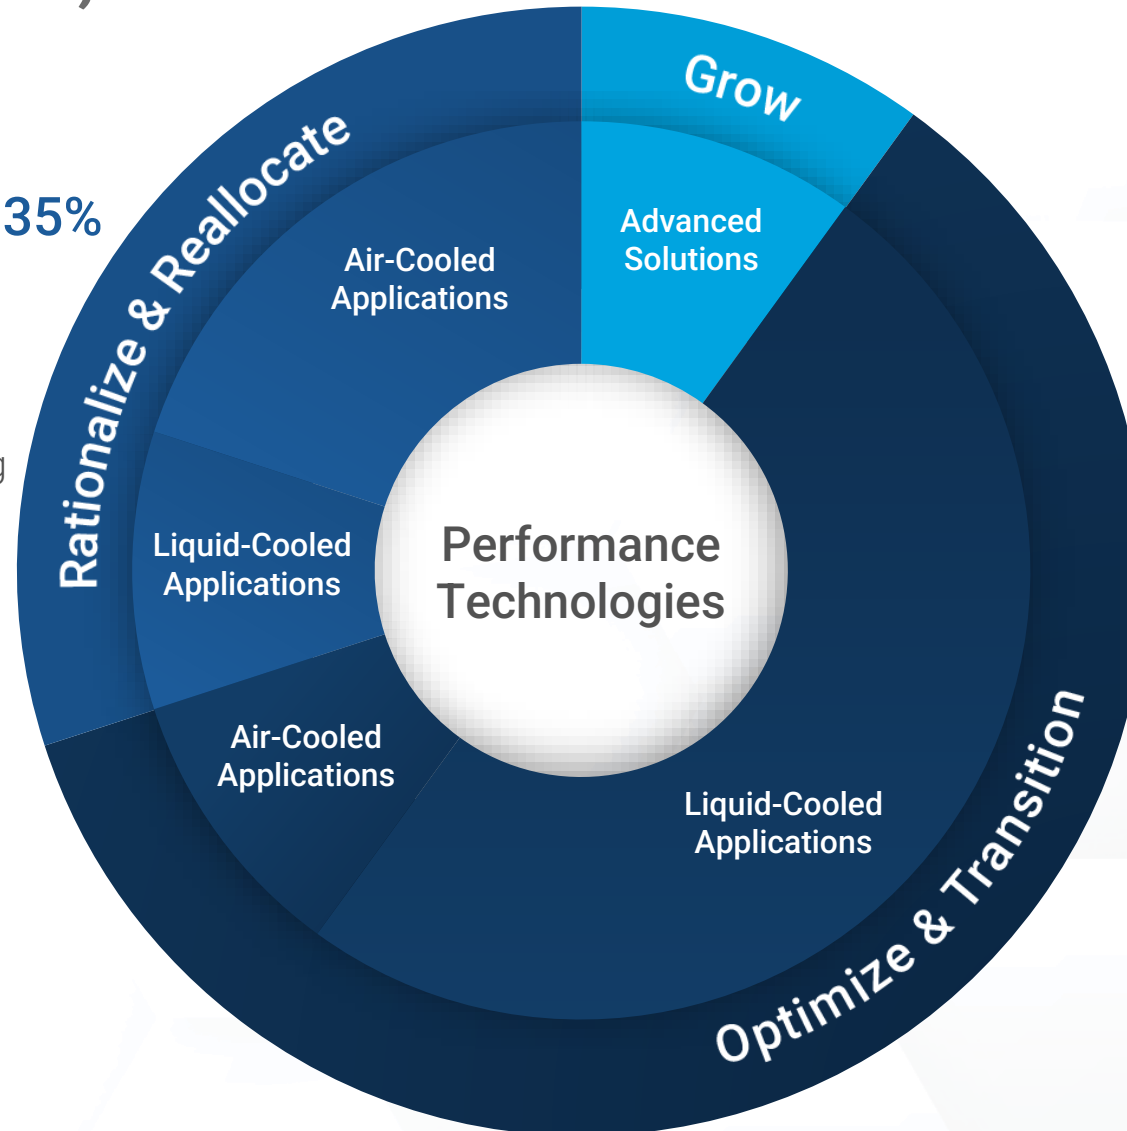 Grow
Rationalize & Reallocate
35%
Advanced
Solutions
Air-Cooled
Applications
Liquid-Cooled
Applications
Performance
Technologies
Air-Cooled
Applications
Liquid-Cooled
Applications
Optimize & Transition